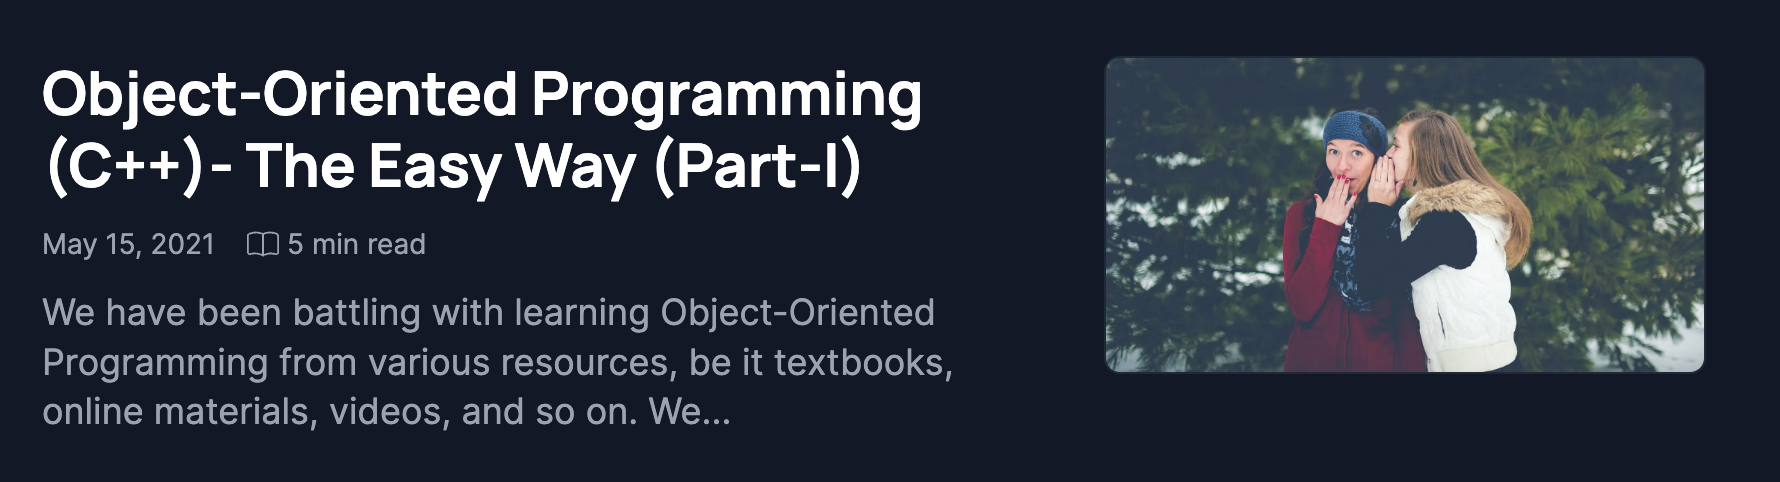 Object-Oriented Programming
(C++)- The Easy Way (Part-I)
May 15, 2021 5 min read
We have been battling with learning Object-Oriented
Programming from various resources, be it textbooks,
online materials, videos, and so on. We...